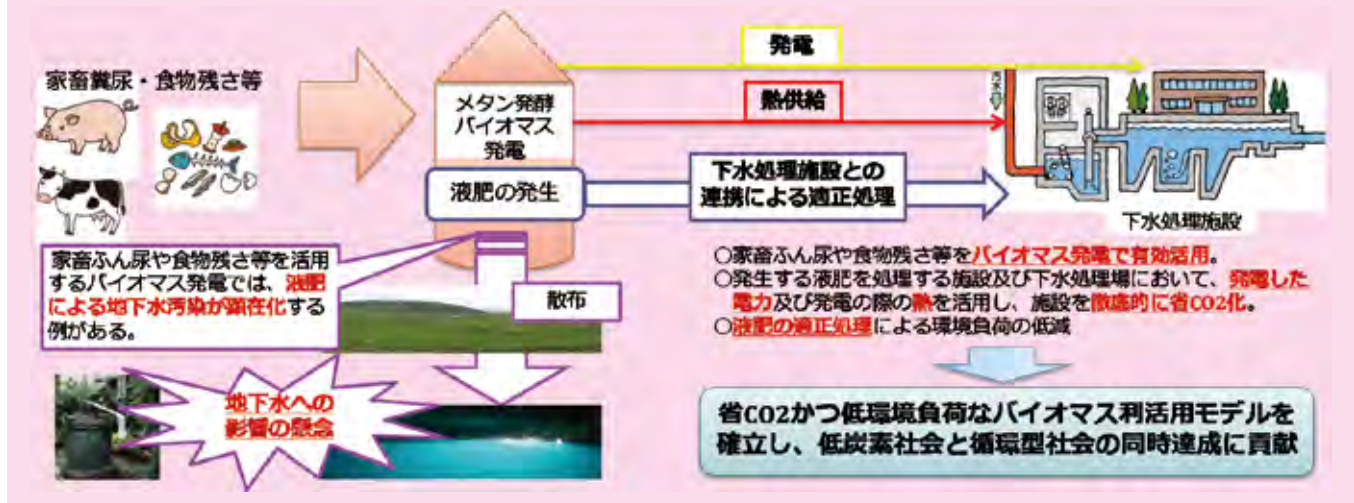 家畜糞尿・食物残さ等
メタン発酵
バイオマス
発電
液肥の発生
発電
熱供給
汚水
下水処理施設との
連携による適正処理
下水処理施設
家畜ふん尿や食物残さ等を活用
するバイオマス発電では、液肥
による地下水汚染が顕在化する
例がある。
散布
地下水への
影響の懸念
○家畜ふん尿や食物残さ等をバイオマス発電で有効活用。
○発生する液肥を処理する施設及び下水処理場において、発電した
電力及び発電の際の熱を活用し、施設を徹底的に省CO2化。
○液肥の適正処理による環境負荷の低減
省CO2かつ低環境負荷なバイオマス利活用モデルを
確立し、低炭素社会と循環型社会の同時達成に貢献